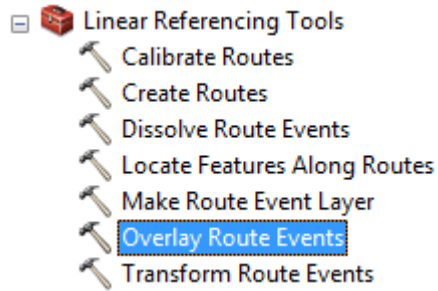 Linear Referencing Tools
Calibrate Routes
Create Routes
Dissolve Route Events
Locate Features Along Routes
Make Route Event Layer
Overlay Route Events
Transform Route Events